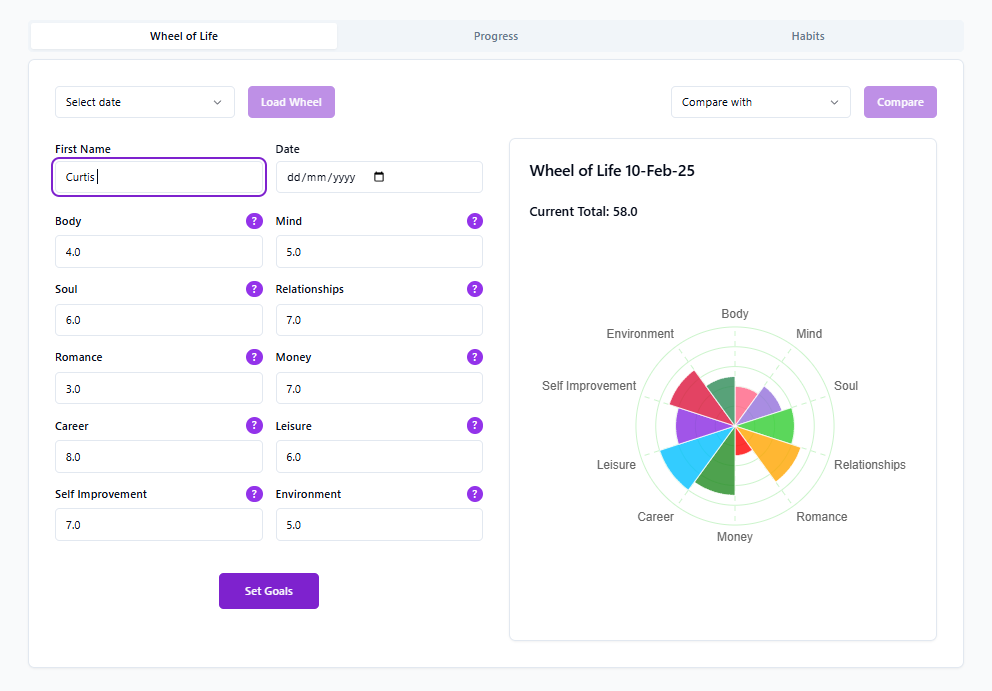 Wheel of Life Progress Habits
Select date Load Wheel Compare with Compare
First Name Date
Curtis dd/mm/yyyy
Body ? Mind ?
4.0 5.0
Soul ? Relationships ?
6.0 7.0
Romance ? Money ?
3.0 7.0
Career ? Leisure ?
8.0 6.0
Self Improvement ? Environment ?
7.0 5.0
Set Goals
Wheel of Life 10-Feb-25
Current Total: 58.0
Body
Environment Mind
Self Improvement Soul
Leisure Relationships
Career Romance
Money